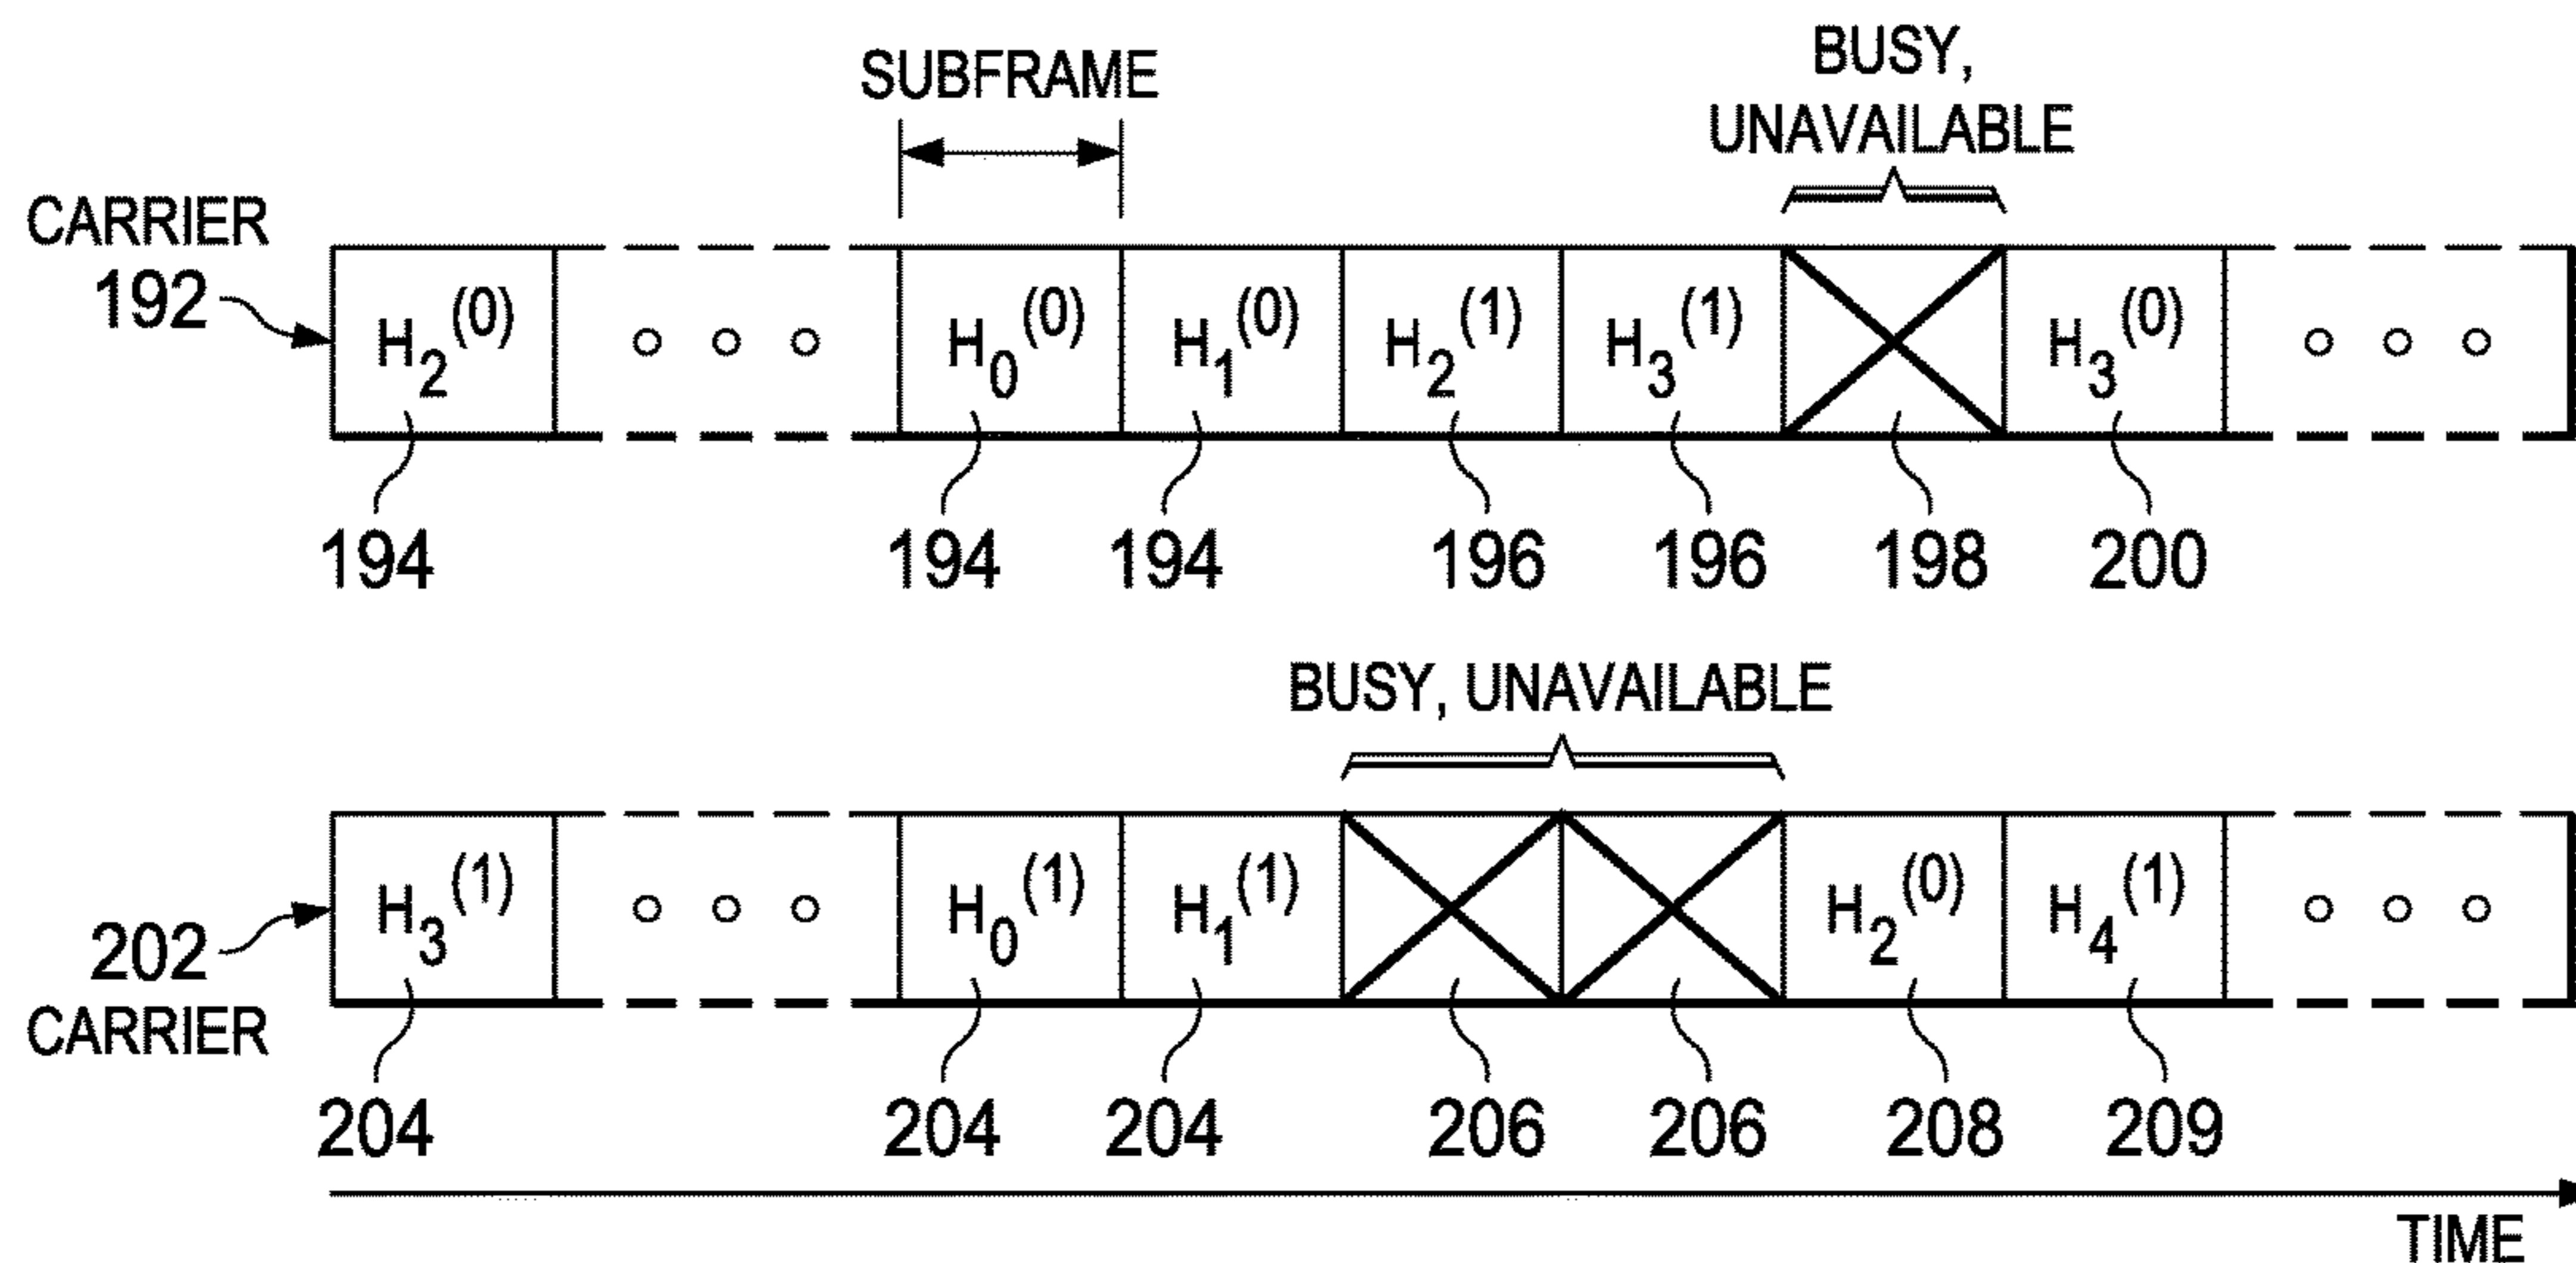 SUBFRAME
BUSY,
UNAVAILABLE
CARRIER
192
H₂⁽⁰⁾ ∘ ∘ ∘ H₀⁽⁰⁾ H₁⁽⁰⁾ H₂⁽¹⁾ H₃⁽¹⁾ H₃⁽⁰⁾ ∘ ∘ ∘
194 194 194 196 196 198 200
BUSY, UNAVAILABLE
H₃⁽¹⁾ ∘ ∘ ∘ H₀⁽¹⁾ H₁⁽¹⁾ H₂⁽⁰⁾ H₄⁽¹⁾ ∘ ∘ ∘
202
CARRIER
204 204 204 206 206 208 209
TIME